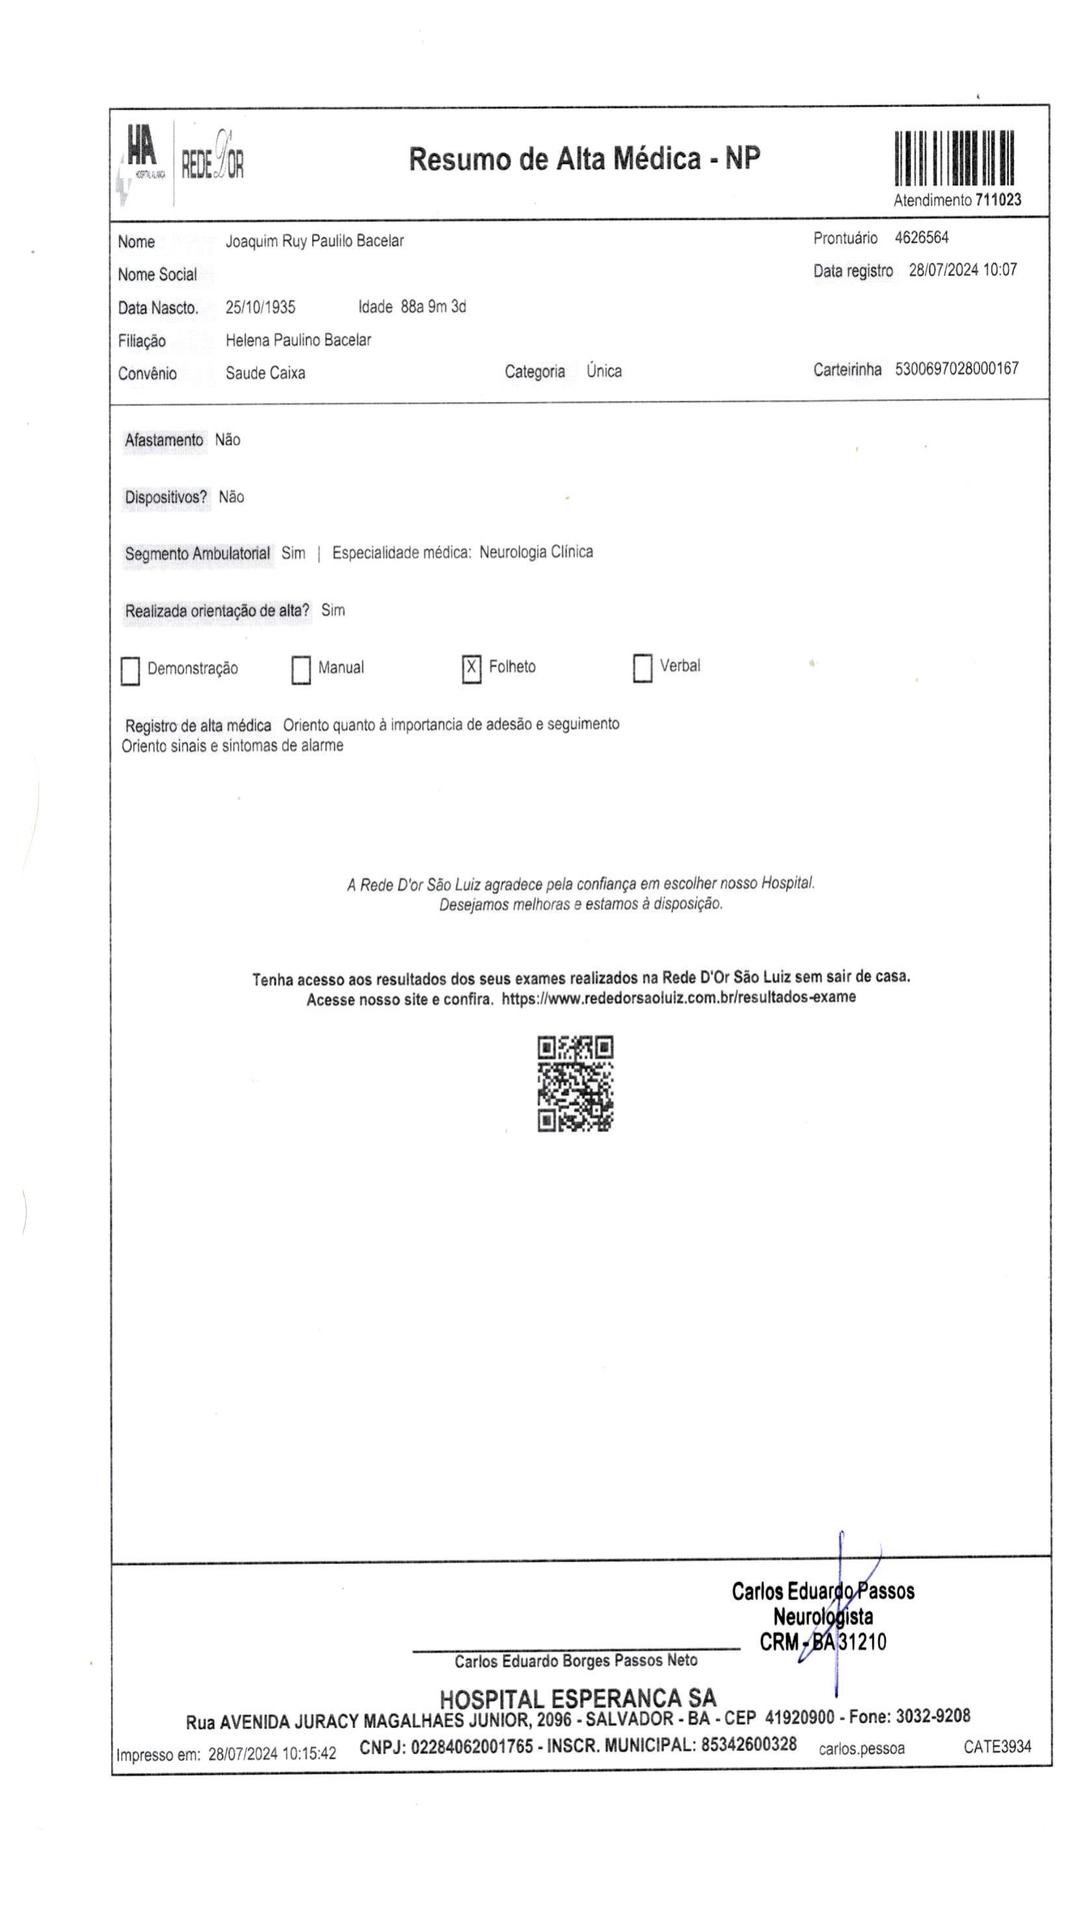 HA
HOSPITAL ALIANÇA
REDE D'OR
Resumo de Alta Médica - NP
Atendimento 711023
Nome Joaquim Ruy Paulilo Bacelar Prontuário 4626564
Nome Social Data registro 28/07/2024 10:07
Data Nascto. 25/10/1935 Idade 88a 9m 3d
Filiação Helena Paulino Bacelar
Convênio Saude Caixa Categoria Única Carteirinha 5300697028000167
Afastamento Não
Dispositivos? Não
Segmento Ambulatorial Sim | Especialidade médica: Neurologia Clínica
Realizada orientação de alta? Sim
Demonstração Manual X Folheto Verbal
Registro de alta médica Oriento quanto à importancia de adesão e seguimento
Oriento sinais e sintomas de alarme
A Rede D'or São Luiz agradece pela confiança em escolher nosso Hospital.
Desejamos melhoras e estamos à disposição.
Tenha acesso aos resultados dos seus exames realizados na Rede D'Or São Luiz sem sair de casa.
Acesse nosso site e confira. https://www.rededorsaoluiz.com.br/resultados-exame
Carlos Eduardo Passos
Neurologista
CRM - BA 31210
Carlos Eduardo Borges Passos Neto
HOSPITAL ESPERANCA SA
Rua AVENIDA JURACY MAGALHAES JUNIOR, 2096 - SALVADOR - BA - CEP 41920900 - Fone: 3032-9208
Impresso em: 28/07/2024 10:15:42 CNPJ: 02284062001765 - INSCR. MUNICIPAL: 85342600328 carlos.pessoa CATE3934